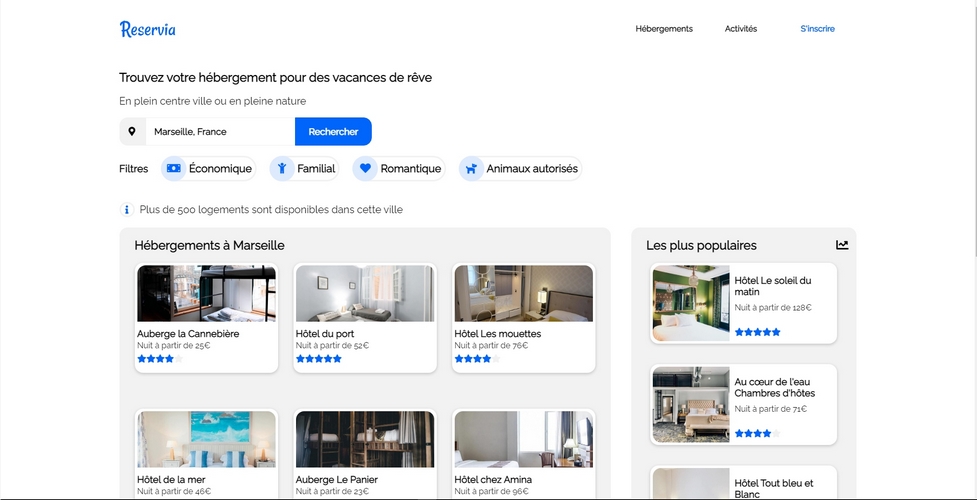 Reservia
Hébergements
Activités
S'inscrire
Trouvez votre hébergement pour des vacances de rêve
En plein centre ville ou en pleine nature
Marseille, France
Rechercher
Filtres
Économique
Familial
Romantique
Animaux autorisés
Plus de 500 logements sont disponibles dans cette ville
Hébergements à Marseille
Auberge la Cannebière
Nuit à partir de 25€
Hôtel du port
Nuit à partir de 52€
Hôtel Les mouettes
Nuit à partir de 76€
Hôtel de la mer
Nuit à partir de 46€
Auberge Le Panier
Nuit à partir de 23€
Hôtel chez Amina
Nuit à partir de 96€
Les plus populaires
Hôtel Le soleil du
matin
Nuit à partir de 128€
Au cœur de l'eau
Chambres d'hôtes
Nuit à partir de 71€
Hôtel Tout bleu et
Blanc